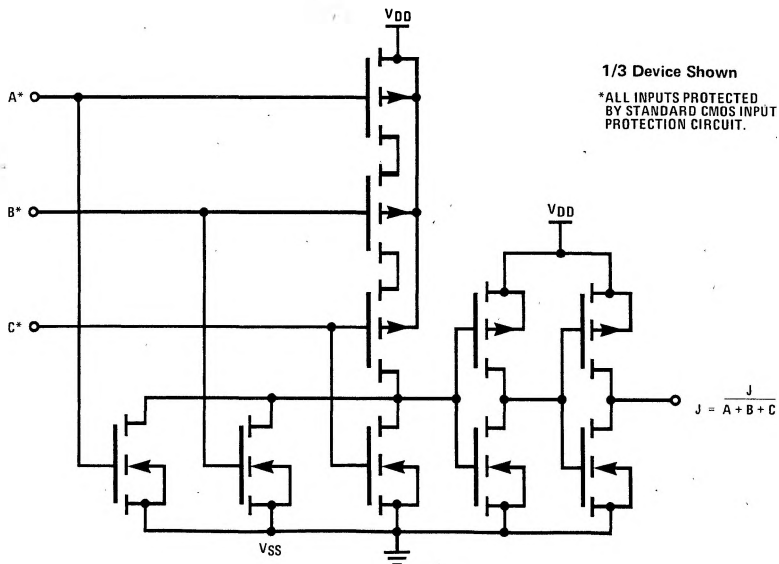 VDD
1/3 Device Shown
*ALL INPUTS PROTECTED
BY STANDARD CMOS INPUT
PROTECTION CIRCUIT.
A*
B*
VDD
C*
J
J = A + B + C
VSS